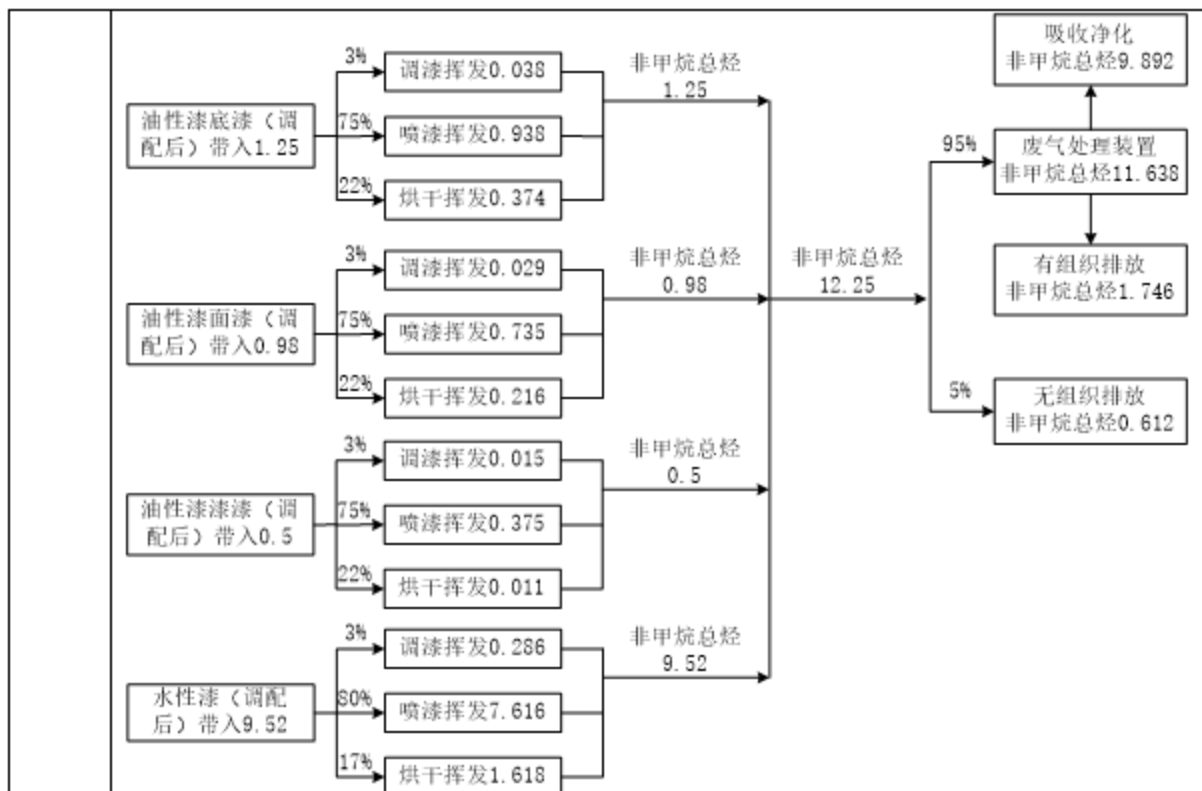 吸收净化
非甲烷总烃9.892
3%
调漆挥发0.038
非甲烷总烃
1.25
油性漆底漆（调
配后）带入1.25
75%
喷漆挥发0.938
95%
废气处理装置
非甲烷总烃11.638
22%
烘干挥发0.374
3%
调漆挥发0.029
非甲烷总烃
0.98
非甲烷总烃
12.25
有组织排放
非甲烷总烃1.746
油性漆面漆（调
配后）带入0.98
75%
喷漆挥发0.735
22%
烘干挥发0.216
5%
无组织排放
非甲烷总烃0.612
3%
调漆挥发0.015
非甲烷总烃
0.5
油性漆漆漆（调
配后）带入0.5
75%
喷漆挥发0.375
22%
烘干挥发0.011
3%
调漆挥发0.286
非甲烷总烃
9.52
水性漆（调配
后）带入9.52
80%
喷漆挥发7.616
17%
烘干挥发1.618